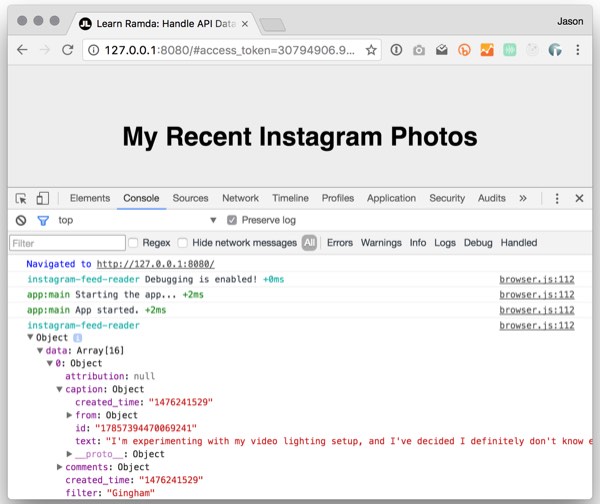 Learn Ramda: Handle API Data
Jason
127.0.0.1:8080/#access_token=30794906.9...
My Recent Instagram Photos
Elements Console Sources Network Timeline Profiles Application Security Audits »
top Preserve log
Filter Regex Hide network messages All Errors Warnings Info Logs Debug Handled
Navigated to http://127.0.0.1:8080/
instagram-feed-reader Debugging is enabled! +0ms browser.js:112
app:main Starting the app... +2ms browser.js:112
app:main App started. +2ms browser.js:112
instagram-feed-reader browser.js:112
Object
data: Array[16]
0: Object
attribution: null
caption: Object
created_time: "1476241529"
from: Object
id: "17857394470069241"
text: "I'm experimenting with my video lighting setup, and I've decided I definitely don't know e
__proto__: Object
comments: Object
created_time: "1476241529"
filter: "Gingham"